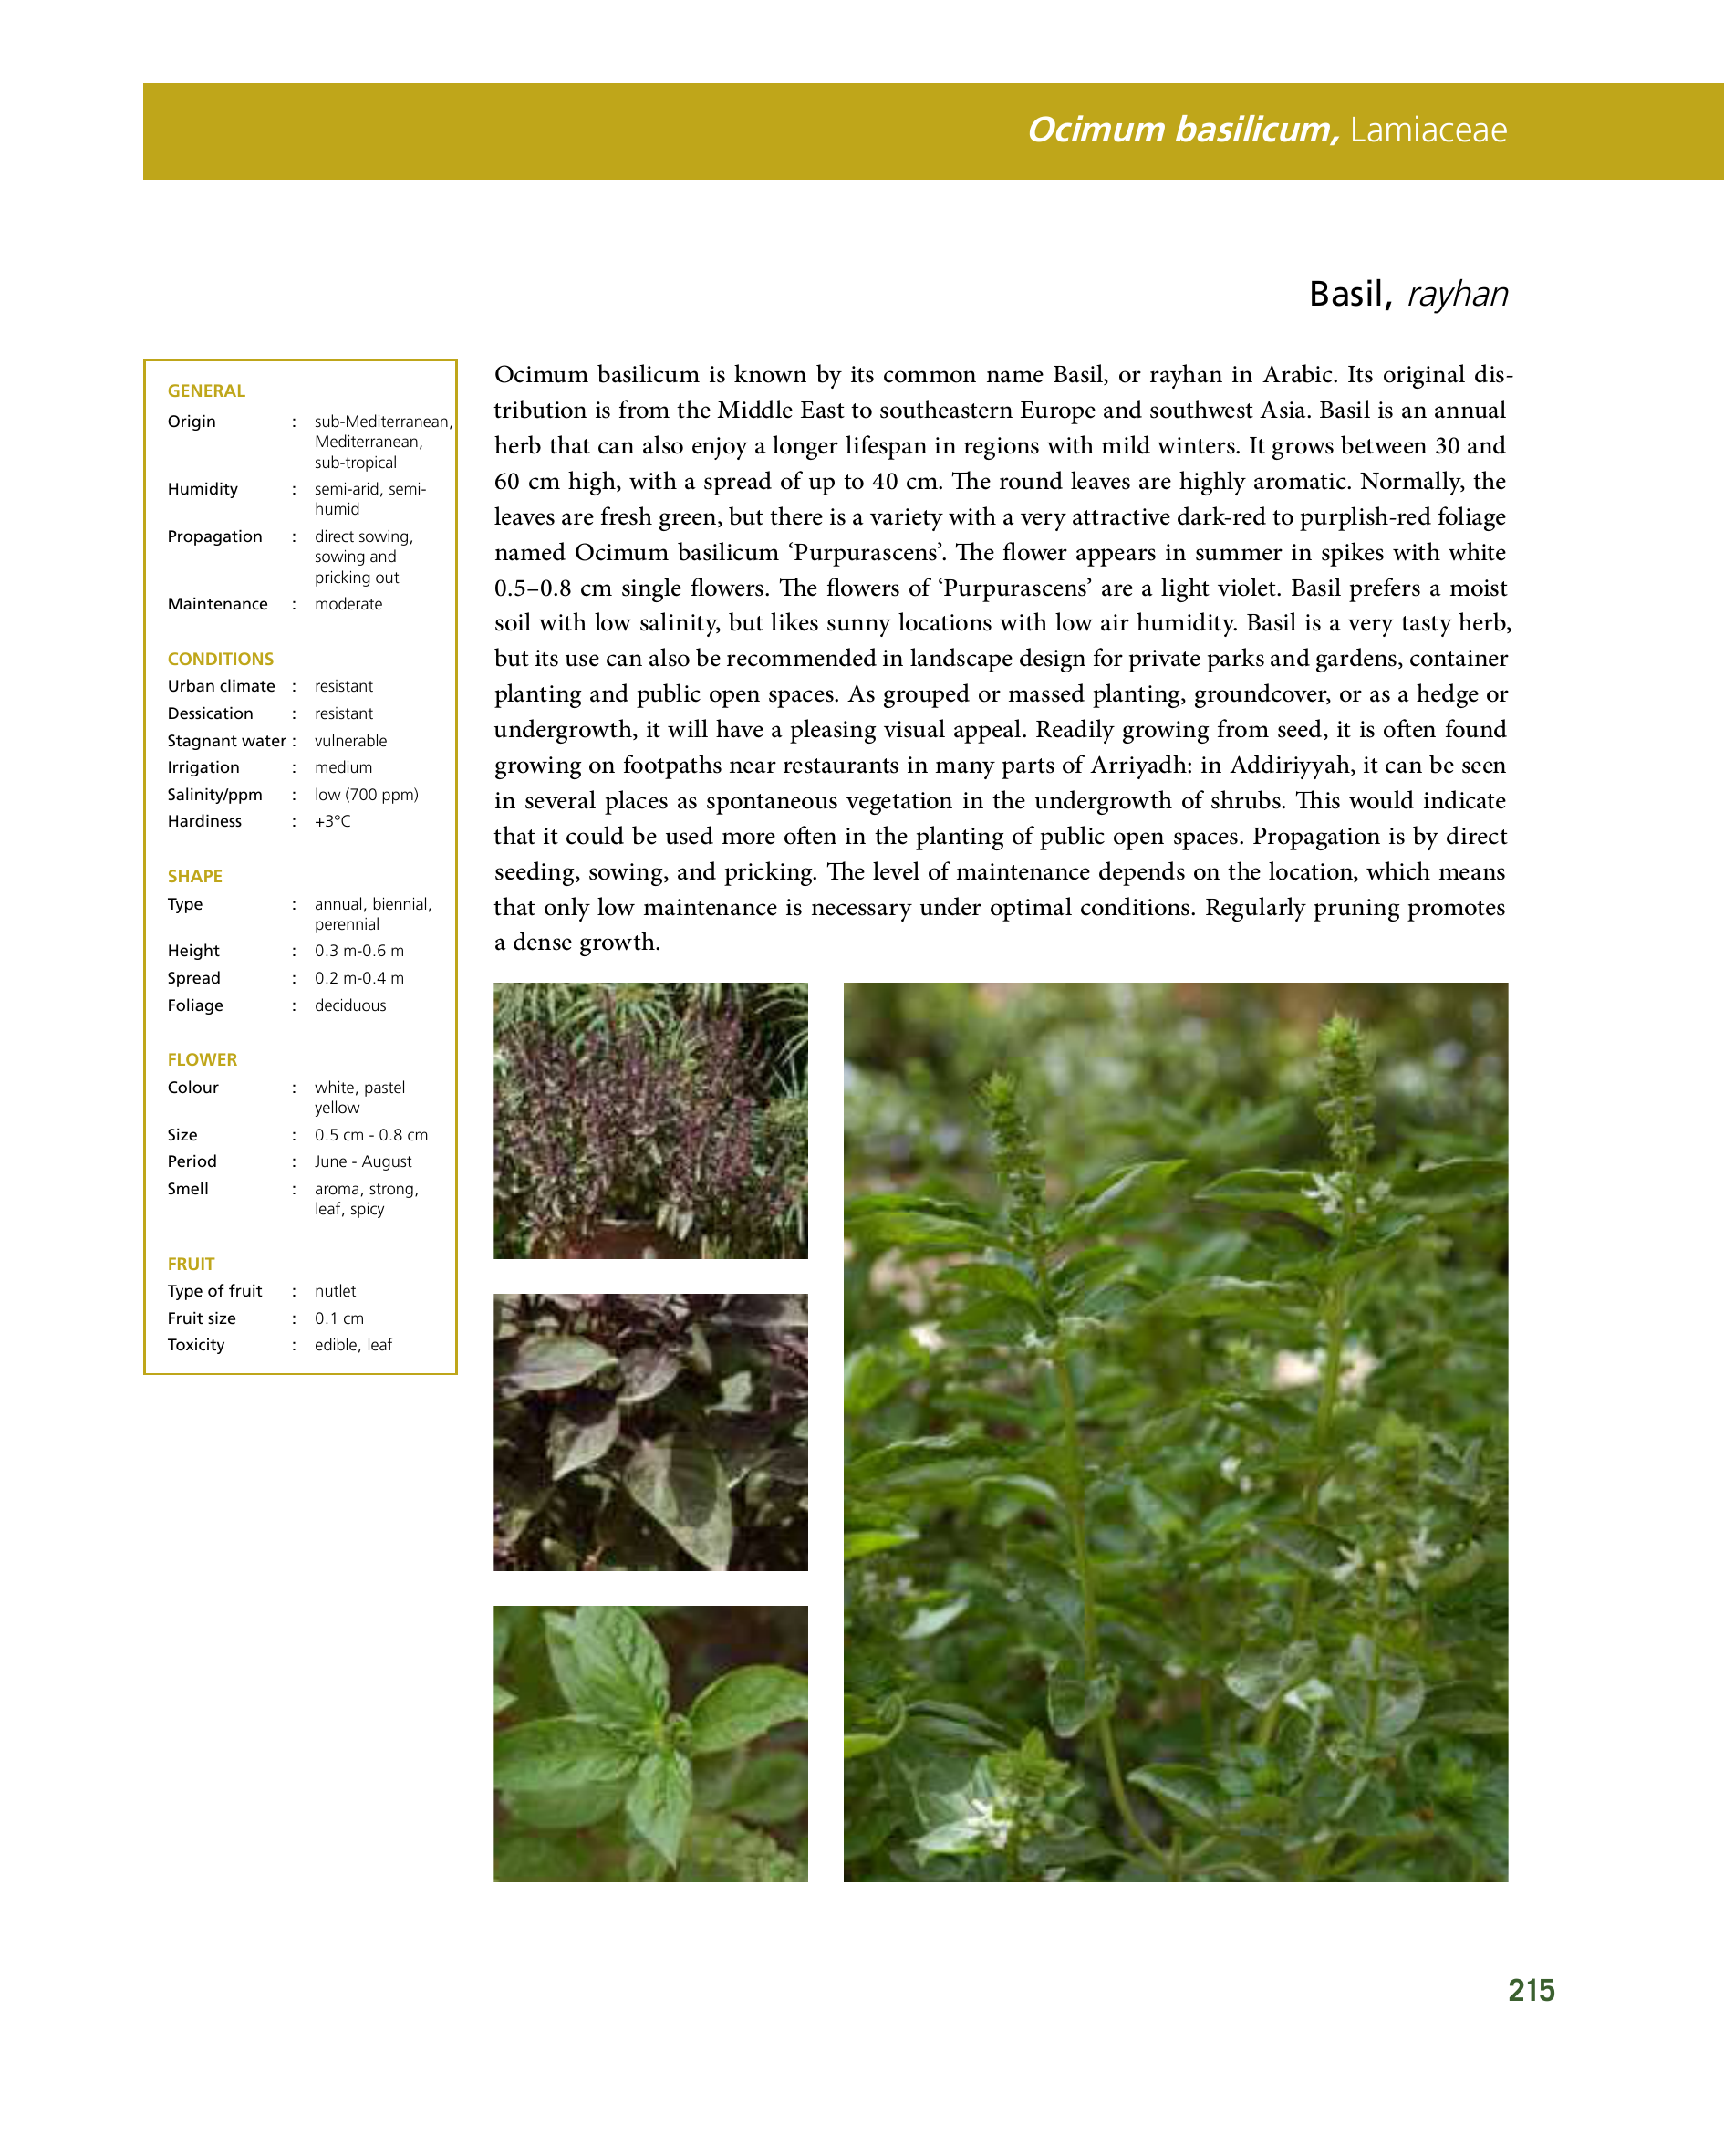 Ocimum basilicum, Lamiaceae
Basil, rayhan
GENERAL
Origin : sub-Mediterranean,
Mediterranean,
sub-tropical
Humidity : semi-arid, semi-
humid
Propagation : direct sowing,
sowing and
pricking out
Maintenance : moderate
CONDITIONS
Urban climate : resistant
Dessication : resistant
Stagnant water : vulnerable
Irrigation : medium
Salinity/ppm : low (700 ppm)
Hardiness : +3°C
SHAPE
Type : annual, biennial,
perennial
Height : 0.3 m-0.6 m
Spread : 0.2 m-0.4 m
Foliage : deciduous
FLOWER
Colour : white, pastel
yellow
Size : 0.5 cm - 0.8 cm
Period : June - August
Smell : aroma, strong,
leaf, spicy
FRUIT
Type of fruit : nutlet
Fruit size : 0.1 cm
Toxicity : edible, leaf
Ocimum basilicum is known by its common name Basil, or rayhan in Arabic. Its original dis-
tribution is from the Middle East to southeastern Europe and southwest Asia. Basil is an annual
herb that can also enjoy a longer lifespan in regions with mild winters. It grows between 30 and
60 cm high, with a spread of up to 40 cm. The round leaves are highly aromatic. Normally, the
leaves are fresh green, but there is a variety with a very attractive dark-red to purplish-red foliage
named Ocimum basilicum ‘Purpurascens’. The flower appears in summer in spikes with white
0.5–0.8 cm single flowers. The flowers of ‘Purpurascens’ are a light violet. Basil prefers a moist
soil with low salinity, but likes sunny locations with low air humidity. Basil is a very tasty herb,
but its use can also be recommended in landscape design for private parks and gardens, container
planting and public open spaces. As grouped or massed planting, groundcover, or as a hedge or
undergrowth, it will have a pleasing visual appeal. Readily growing from seed, it is often found
growing on footpaths near restaurants in many parts of Arriyadh: in Addiriyyah, it can be seen
in several places as spontaneous vegetation in the undergrowth of shrubs. This would indicate
that it could be used more often in the planting of public open spaces. Propagation is by direct
seeding, sowing, and pricking. The level of maintenance depends on the location, which means
that only low maintenance is necessary under optimal conditions. Regularly pruning promotes
a dense growth.
215